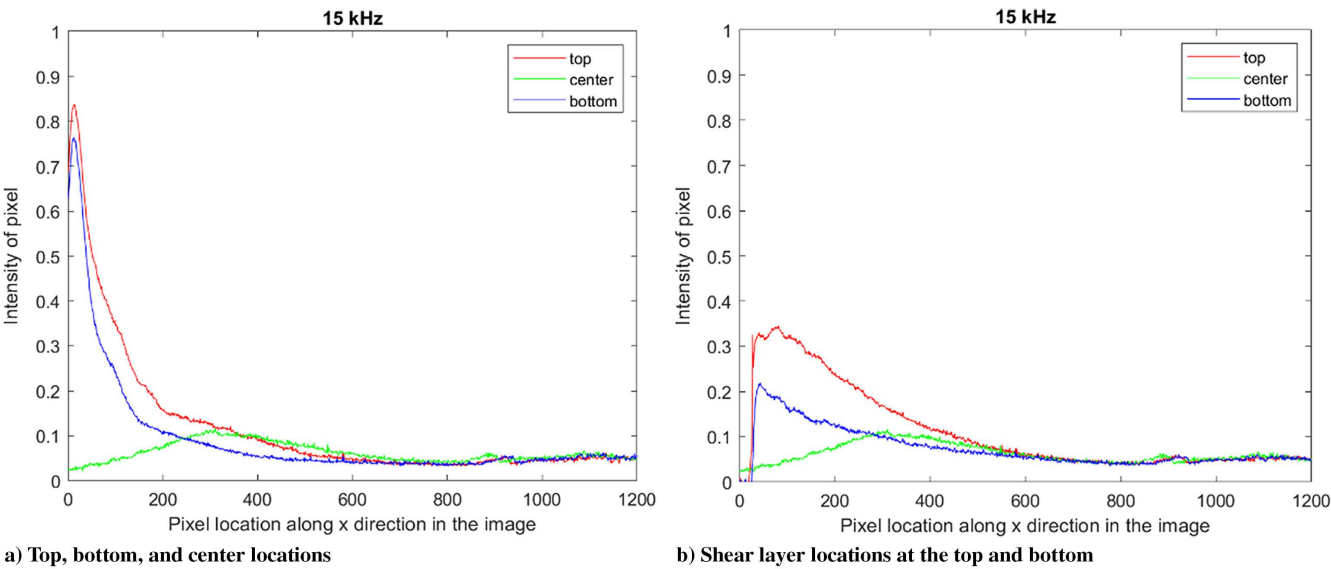 15 kHz
1
0.9
0.8
0.7
0.6
0.5
0.4
0.3
0.2
0.1
0
Intensity of pixel
top
center
bottom
0 200 400 600 800 1000 1200
Pixel location along x direction in the image
a) Top, bottom, and center locations
15 kHz
1
0.9
0.8
0.7
0.6
0.5
0.4
0.3
0.2
0.1
0
Intensity of pixel
top
center
bottom
0 200 400 600 800 1000 1200
Pixel location along x direction in the image
b) Shear layer locations at the top and bottom